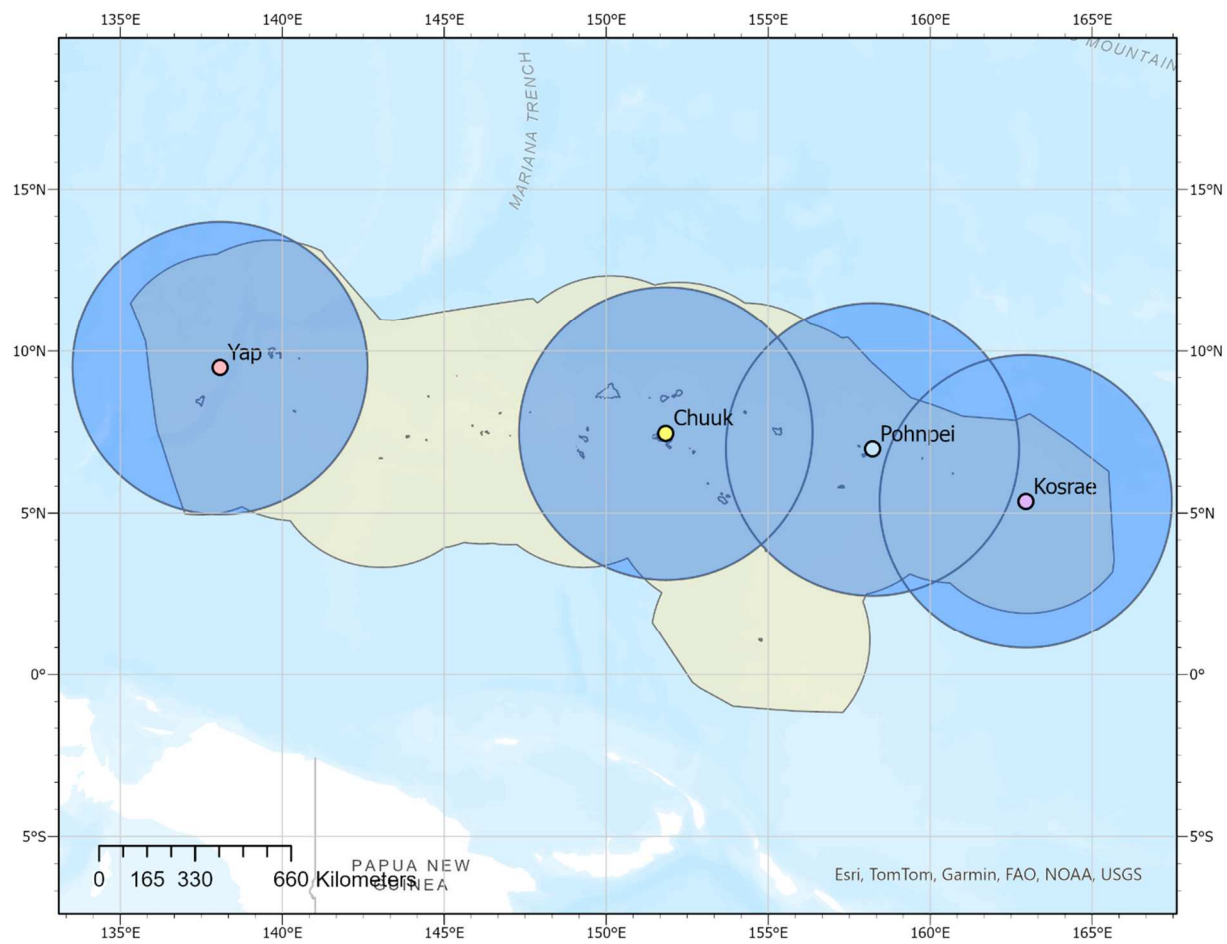 135°E 140°E 145°E 150°E 155°E 160°E 165°E
MOUNTAIN
MARIANA TRENCH
15°N 15°N
Yap
10°N 10°N
Chuuk
Pohnpei
Kosrae
5°N 5°N
0° 0°
5°S 5°S
PAPUA NEW
GUINEA
0 165 330 660 Kilometers
Esri, TomTom, Garmin, FAO, NOAA, USGS
135°E 140°E 145°E 150°E 155°E 160°E 165°E